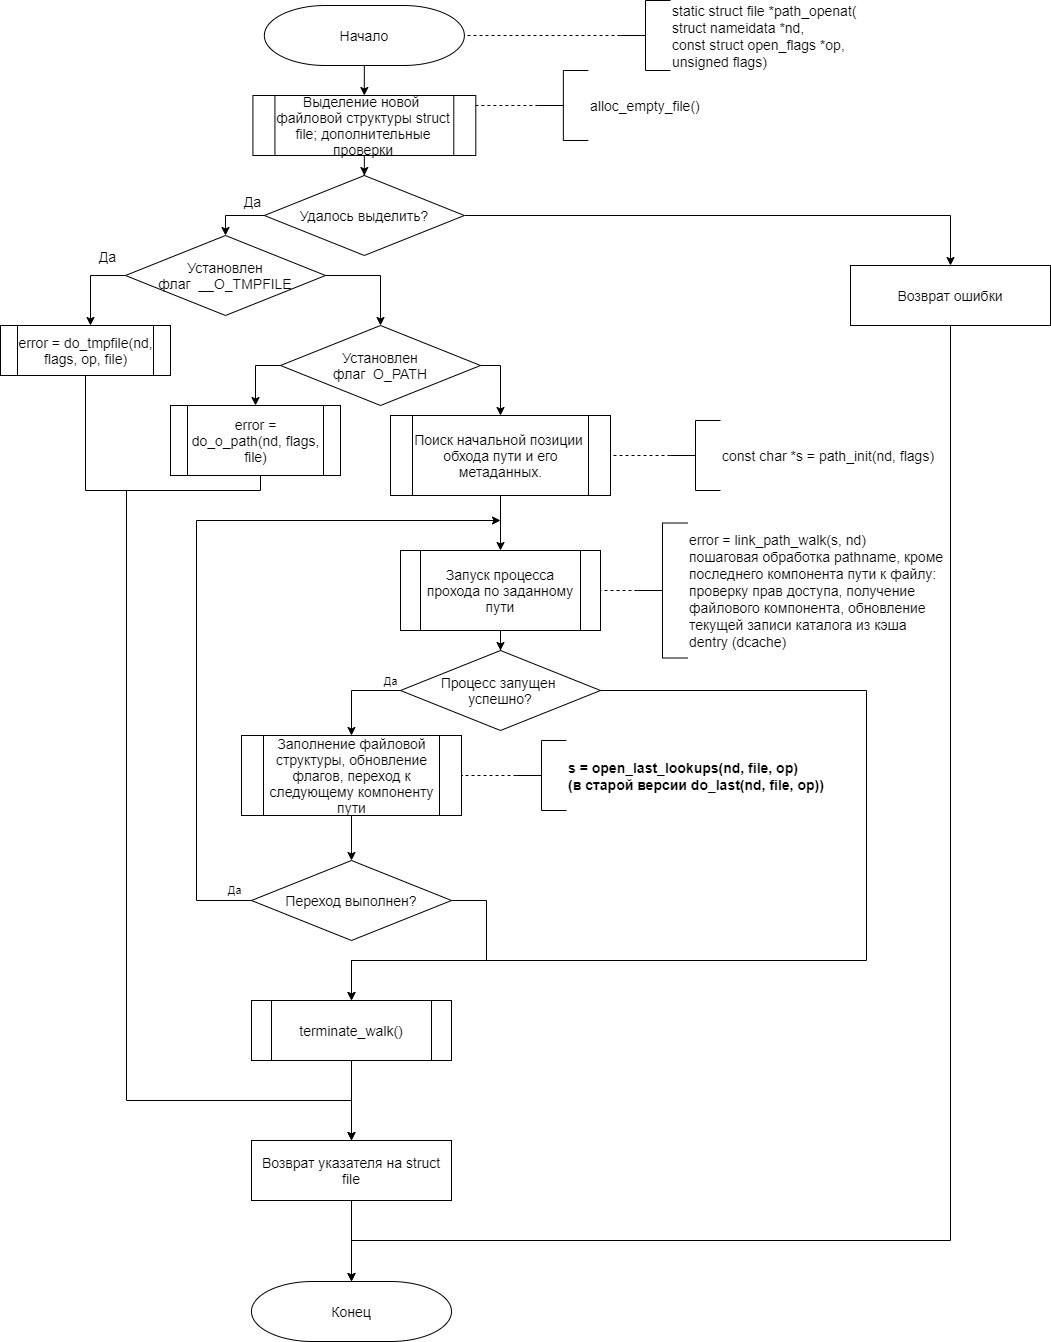 Начало
static struct file *path_openat(
struct nameidata *nd,
const struct open_flags *op,
unsigned flags)
Выделение новой
файловой структуры struct
file; дополнительные
проверки
alloc_empty_file()
Удалось выделить?
Да
Установлен
флаг __O_TMPFILE
Да
Возврат ошибки
error = do_tmpfile(nd,
flags, op, file)
Установлен
флаг O_PATH
error =
do_o_path(nd, flags,
file)
Поиск начальной позиции
обхода пути и его
метаданных.
const char *s = path_init(nd, flags)
Запуск процесса
прохода по заданному
пути
error = link_path_walk(s, nd)
пошаговая обработка pathname, кроме
последнего компонента пути к файлу:
проверку прав доступа, получение
файлового компонента, обновление
текущей записи каталога из кэша
dentry (dcache)
Процесс запущен
успешно?
Да
Заполнение файловой
структуры, обновление
флагов, переход к
следующему компоненту
пути
s = open_last_lookups(nd, file, op)
(в старой версии do_last(nd, file, op))
Переход выполнен?
Да
terminate_walk()
Возврат указателя на struct
file
Конец